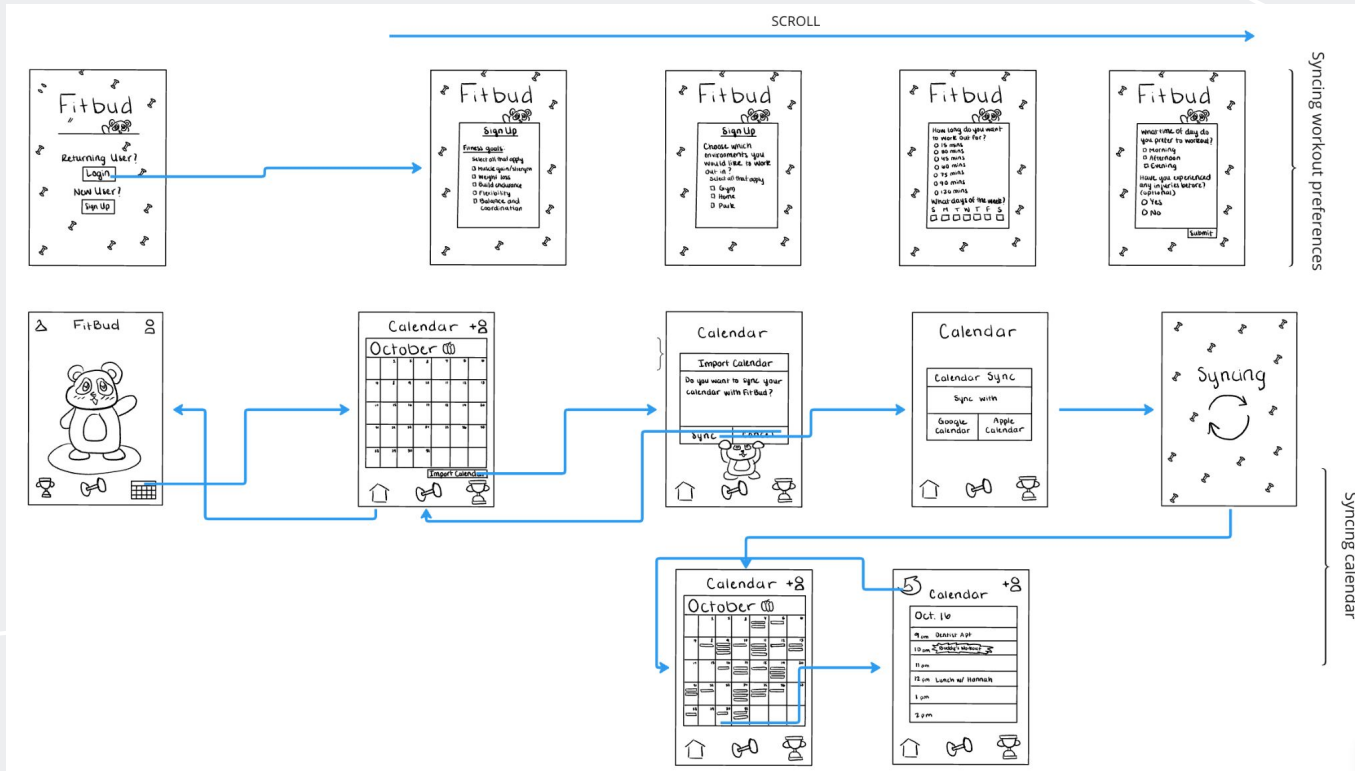 SCROLL
Fitbud
Returning User?
Login
New User?
Sign Up
Fitbud
Sign Up
Fitness goals:
Select all that apply
Muscle gain/strength
Weight loss
Build endurance
Flexibility
Balance and
coordination
Fitbud
Sign Up
Choose which
environments you
would like to work
out in?
Select all that apply
Gym
Home
Park
Fitbud
How long do you want
to work out for?
15 mins
30 mins
45 mins
60 mins
75 mins
90 mins
120 mins
What days of the week?
S M T W T F S
Fitbud
What time of day do
you prefer to workout?
Morning
Afternoon
Evening
Have you experienced
any injuries before?
(optional)
Yes
No
Submit
Syncing workout preferences
FitBud
Calendar
October
Import Calendar
Calendar
Import Calendar
Do you want to sync your
calendar with FitBud?
Sync Cancel
Calendar
Calendar Sync
Sync with
Google
Calendar
Apple
Calendar
Syncing
Syncing calendar
Calendar
October
Calendar
Oct. 16
9 am Dentist Apt
10 am Buddy's Workout
11 am
12 pm Lunch w/ Hannah
1 pm
2 pm